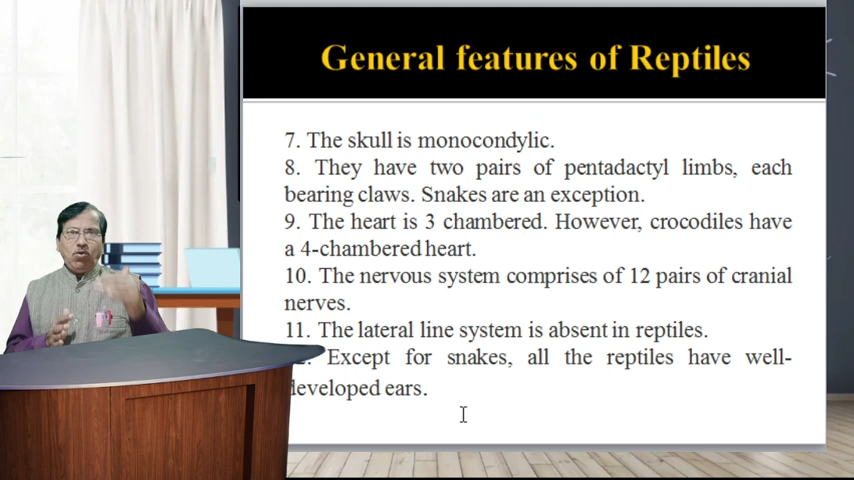 General features of Reptiles
7. The skull is monocondylic.
8. They have two pairs of pentadactyl limbs, each
bearing claws. Snakes are an exception.
9. The heart is 3 chambered. However, crocodiles have
a 4-chambered heart.
10. The nervous system comprises of 12 pairs of cranial
nerves.
11. The lateral line system is absent in reptiles.
Except for snakes, all the reptiles have well-
developed ears.